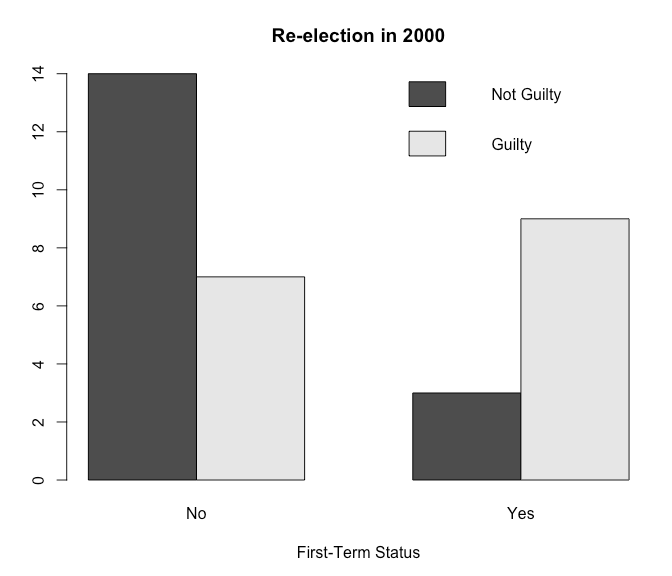 Re-election in 2000
14
12
10
8
6
4
2
0
Not Guilty
Guilty
No
Yes
First-Term Status